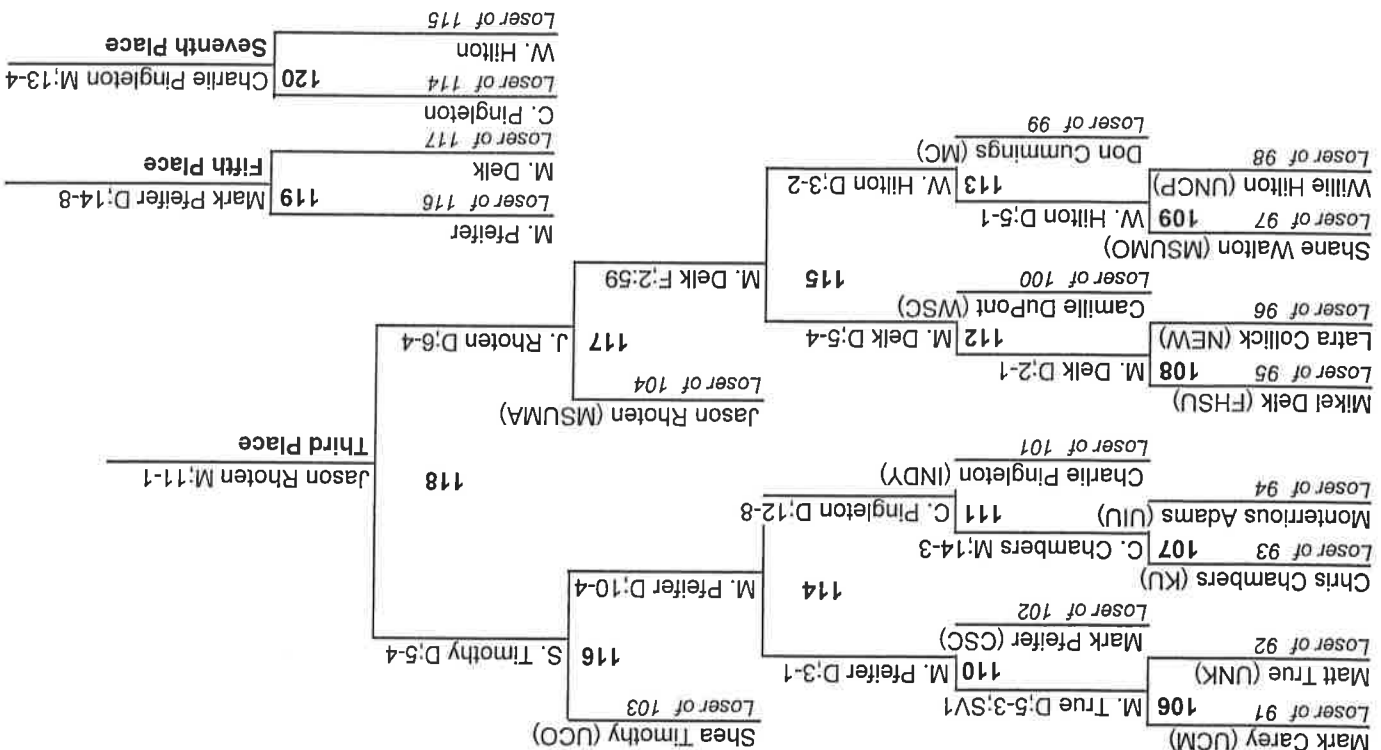 Mark Carey (UCM)
Loser of 91
106
Matt True (UNK)
Loser of 92
Chris Chambers (KU)
Loser of 93
107
Monterrious Adams (UIU)
Loser of 94
Mikel Delk (FHSU)
Loser of 95
108
Latra Collick (NEW)
Loser of 96
Shane Walton (MSUMO)
Loser of 97
109
Willie Hilton (UNCP)
Loser of 98
M. True D;5-3;SV1
110
Mark Pfeifer (CSC)
Loser of 102
C. Chambers M;14-3
111
Charlie Pingleton (INDY)
Loser of 101
M. Delk D;2-1
112
Camille DuPont (WSC)
Loser of 100
W. Hilton D;5-1
113
Don Cummings (MC)
Loser of 99
M. Pfeifer D;3-1
114
C. Pingleton D;12-8
M. Delk D;5-4
115
W. Hilton D;3-2
Shea Timothy (UCO)
Loser of 103
116
M. Pfeifer D;10-4
Jason Rhoten (MSUMA)
Loser of 104
117
M. Delk F;2:59
S. Timothy D;5-4
118
J. Rhoten D;6-4
Jason Rhoten M;11-1
Third Place
M. Pfeifer
Loser of 116
119
M. Delk
Loser of 117
Mark Pfeifer D;14-8
Fifth Place
C. Pingleton
Loser of 114
120
W. Hilton
Loser of 115
Charlie Pingleton M;13-4
Seventh Place